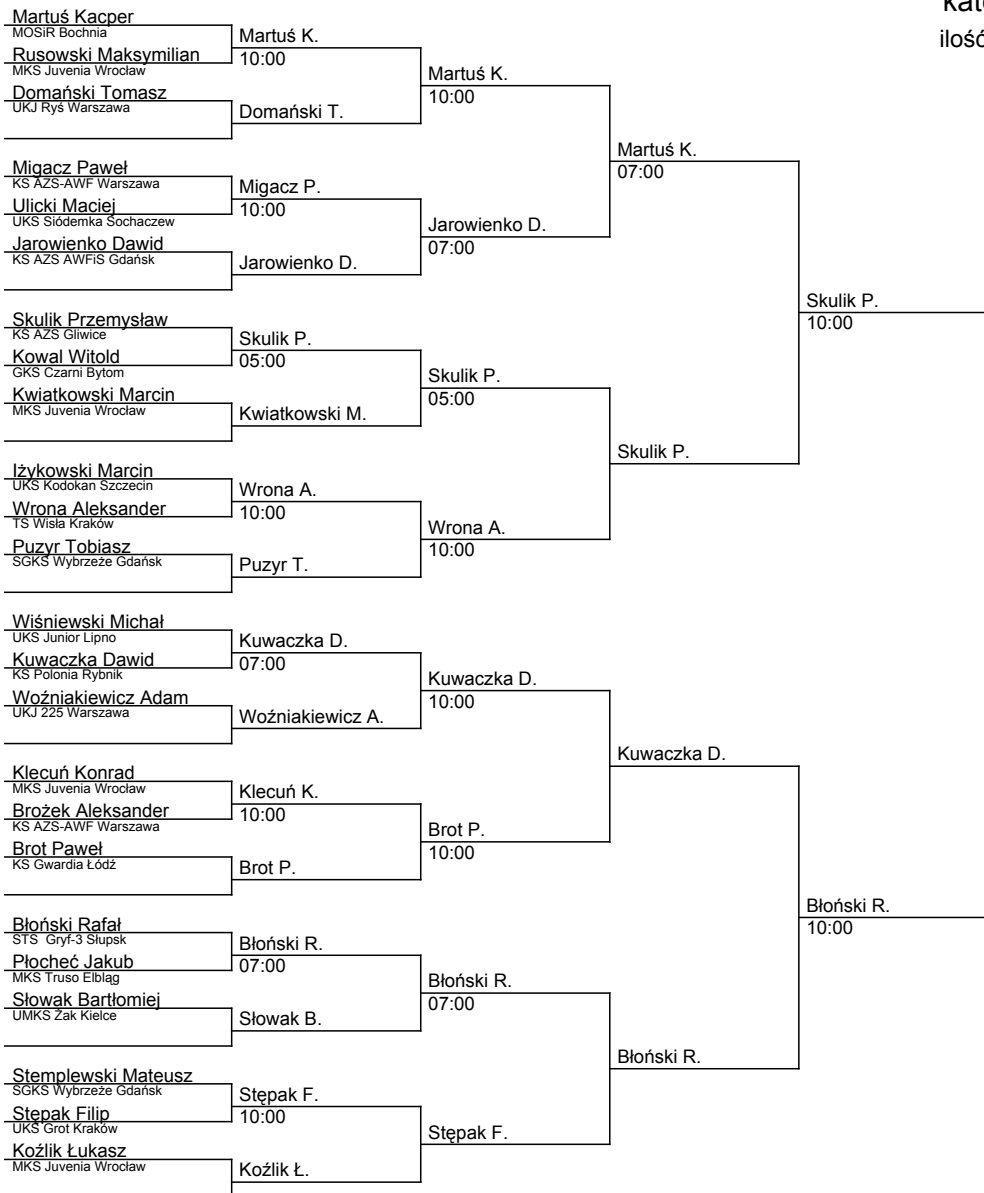 kat
ilość
Martuś Kacper
MOSiR Bochnia
Rusowski Maksymilian
MKS Juvenia Wrocław
Domański Tomasz
UKJ Ryś Warszawa
Migacz Paweł
KS AZS-AWF Warszawa
Ulicki Maciej
UKS Siódemka Sochaczew
Jarowienko Dawid
KS AZS AWFiS Gdańsk
Skulik Przemysław
KS AZS Gliwice
Kowal Witold
GKS Czarni Bytom
Kwiatkowski Marcin
MKS Juvenia Wrocław
Iżykowski Marcin
UKS Kodokan Szczecin
Wrona Aleksander
TS Wisła Kraków
Puzyr Tobiasz
SGKS Wybrzeże Gdańsk
Wiśniewski Michał
UKS Junior Lipno
Kuwaczka Dawid
KS Polonia Rybnik
Woźniakiewicz Adam
UKJ 225 Warszawa
Klecuń Konrad
MKS Juvenia Wrocław
Brożek Aleksander
KS AZS-AWF Warszawa
Brot Paweł
KS Gwardia Łódź
Błoński Rafał
STS Gryf-3 Słupsk
Płocheć Jakub
MKS Truso Elbląg
Słowak Bartłomiej
UMKS Żak Kielce
Stemplewski Mateusz
SGKS Wybrzeże Gdańsk
Stępak Filip
UKS Grot Kraków
Koźlik Łukasz
MKS Juvenia Wrocław
Martuś K.
10:00
Domański T.
Migacz P.
10:00
Jarowienko D.
Skulik P.
05:00
Kwiatkowski M.
Wrona A.
10:00
Puzyr T.
Kuwaczka D.
07:00
Woźniakiewicz A.
Klecuń K.
10:00
Brot P.
Błoński R.
07:00
Słowak B.
Stępak F.
10:00
Koźlik Ł.
Martuś K.
10:00
Jarowienko D.
07:00
Skulik P.
05:00
Wrona A.
10:00
Kuwaczka D.
10:00
Brot P.
10:00
Błoński R.
07:00
Stępak F.
Martuś K.
07:00
Skulik P.
Kuwaczka D.
Błoński R.
Skulik P.
10:00
Błoński R.
10:00